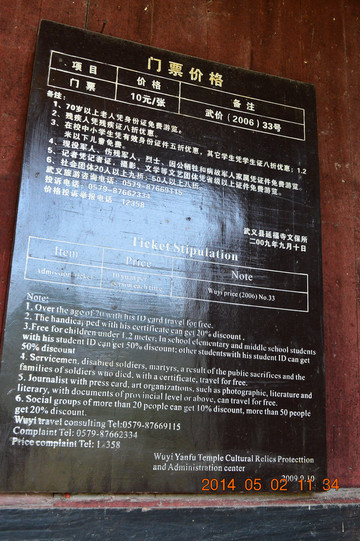 门票价格
项目 价格 备注
门票 10元/张 武价（2006）33号
备注：
1、70岁以上老人凭身份证免费游览。
2、残疾人凭残疾证八折优惠。
3、在校中小学生凭有效身份证件五折优惠，其它学生凭学生证八折优惠；1.2
米以下儿童免费。
4、现役军人、伤残军人、烈士、因公牺牲和病故军人家属凭证件免费游览。
5、记者凭记者证，摄影、文学等文艺团体凭省级以上证件免费游览。
6、社会团体20人以上九折，50人以上八折。
武义旅游咨询电话：0579-87669115
投诉电话：0579-87662334
价格投诉举报电话：12358
武义县延福寺文保所
二00九年九月十日
Ticket Stipulation
Item Price Note
admission ticket Wuyi price (2006) No.33
Note:
1. Over the age of 70 with his ID card travel for free.
2. The handicapped with his certificate can get 20% discount.
3.Free for children under 1.2 meter; In school elementary and middle school students
with his student ID can get 50% discount; other students with his student ID can get
50% discount
4. Servicemen, disabled soldiers, martyrs, a result of the public sacrifices and the
families of soldiers who died, with a certificate, travel for free.
5. Journalist with press card, art organizations, such as photographic, literature and
literary, with documents of provincial level or above, can travel for free.
6. Social groups of more than 20 people can get 10% discount, more than 50 people
get 20% discount.
Wuyi travel consulting Tel:0579-87669115
Complaint Tel: 0579-87662334
Price complaint Tel: 12358
Wuyi Yanfu Temple Cultural Relics Protecttion
and Administration center
2009.9.10
2014.05.02 11:34